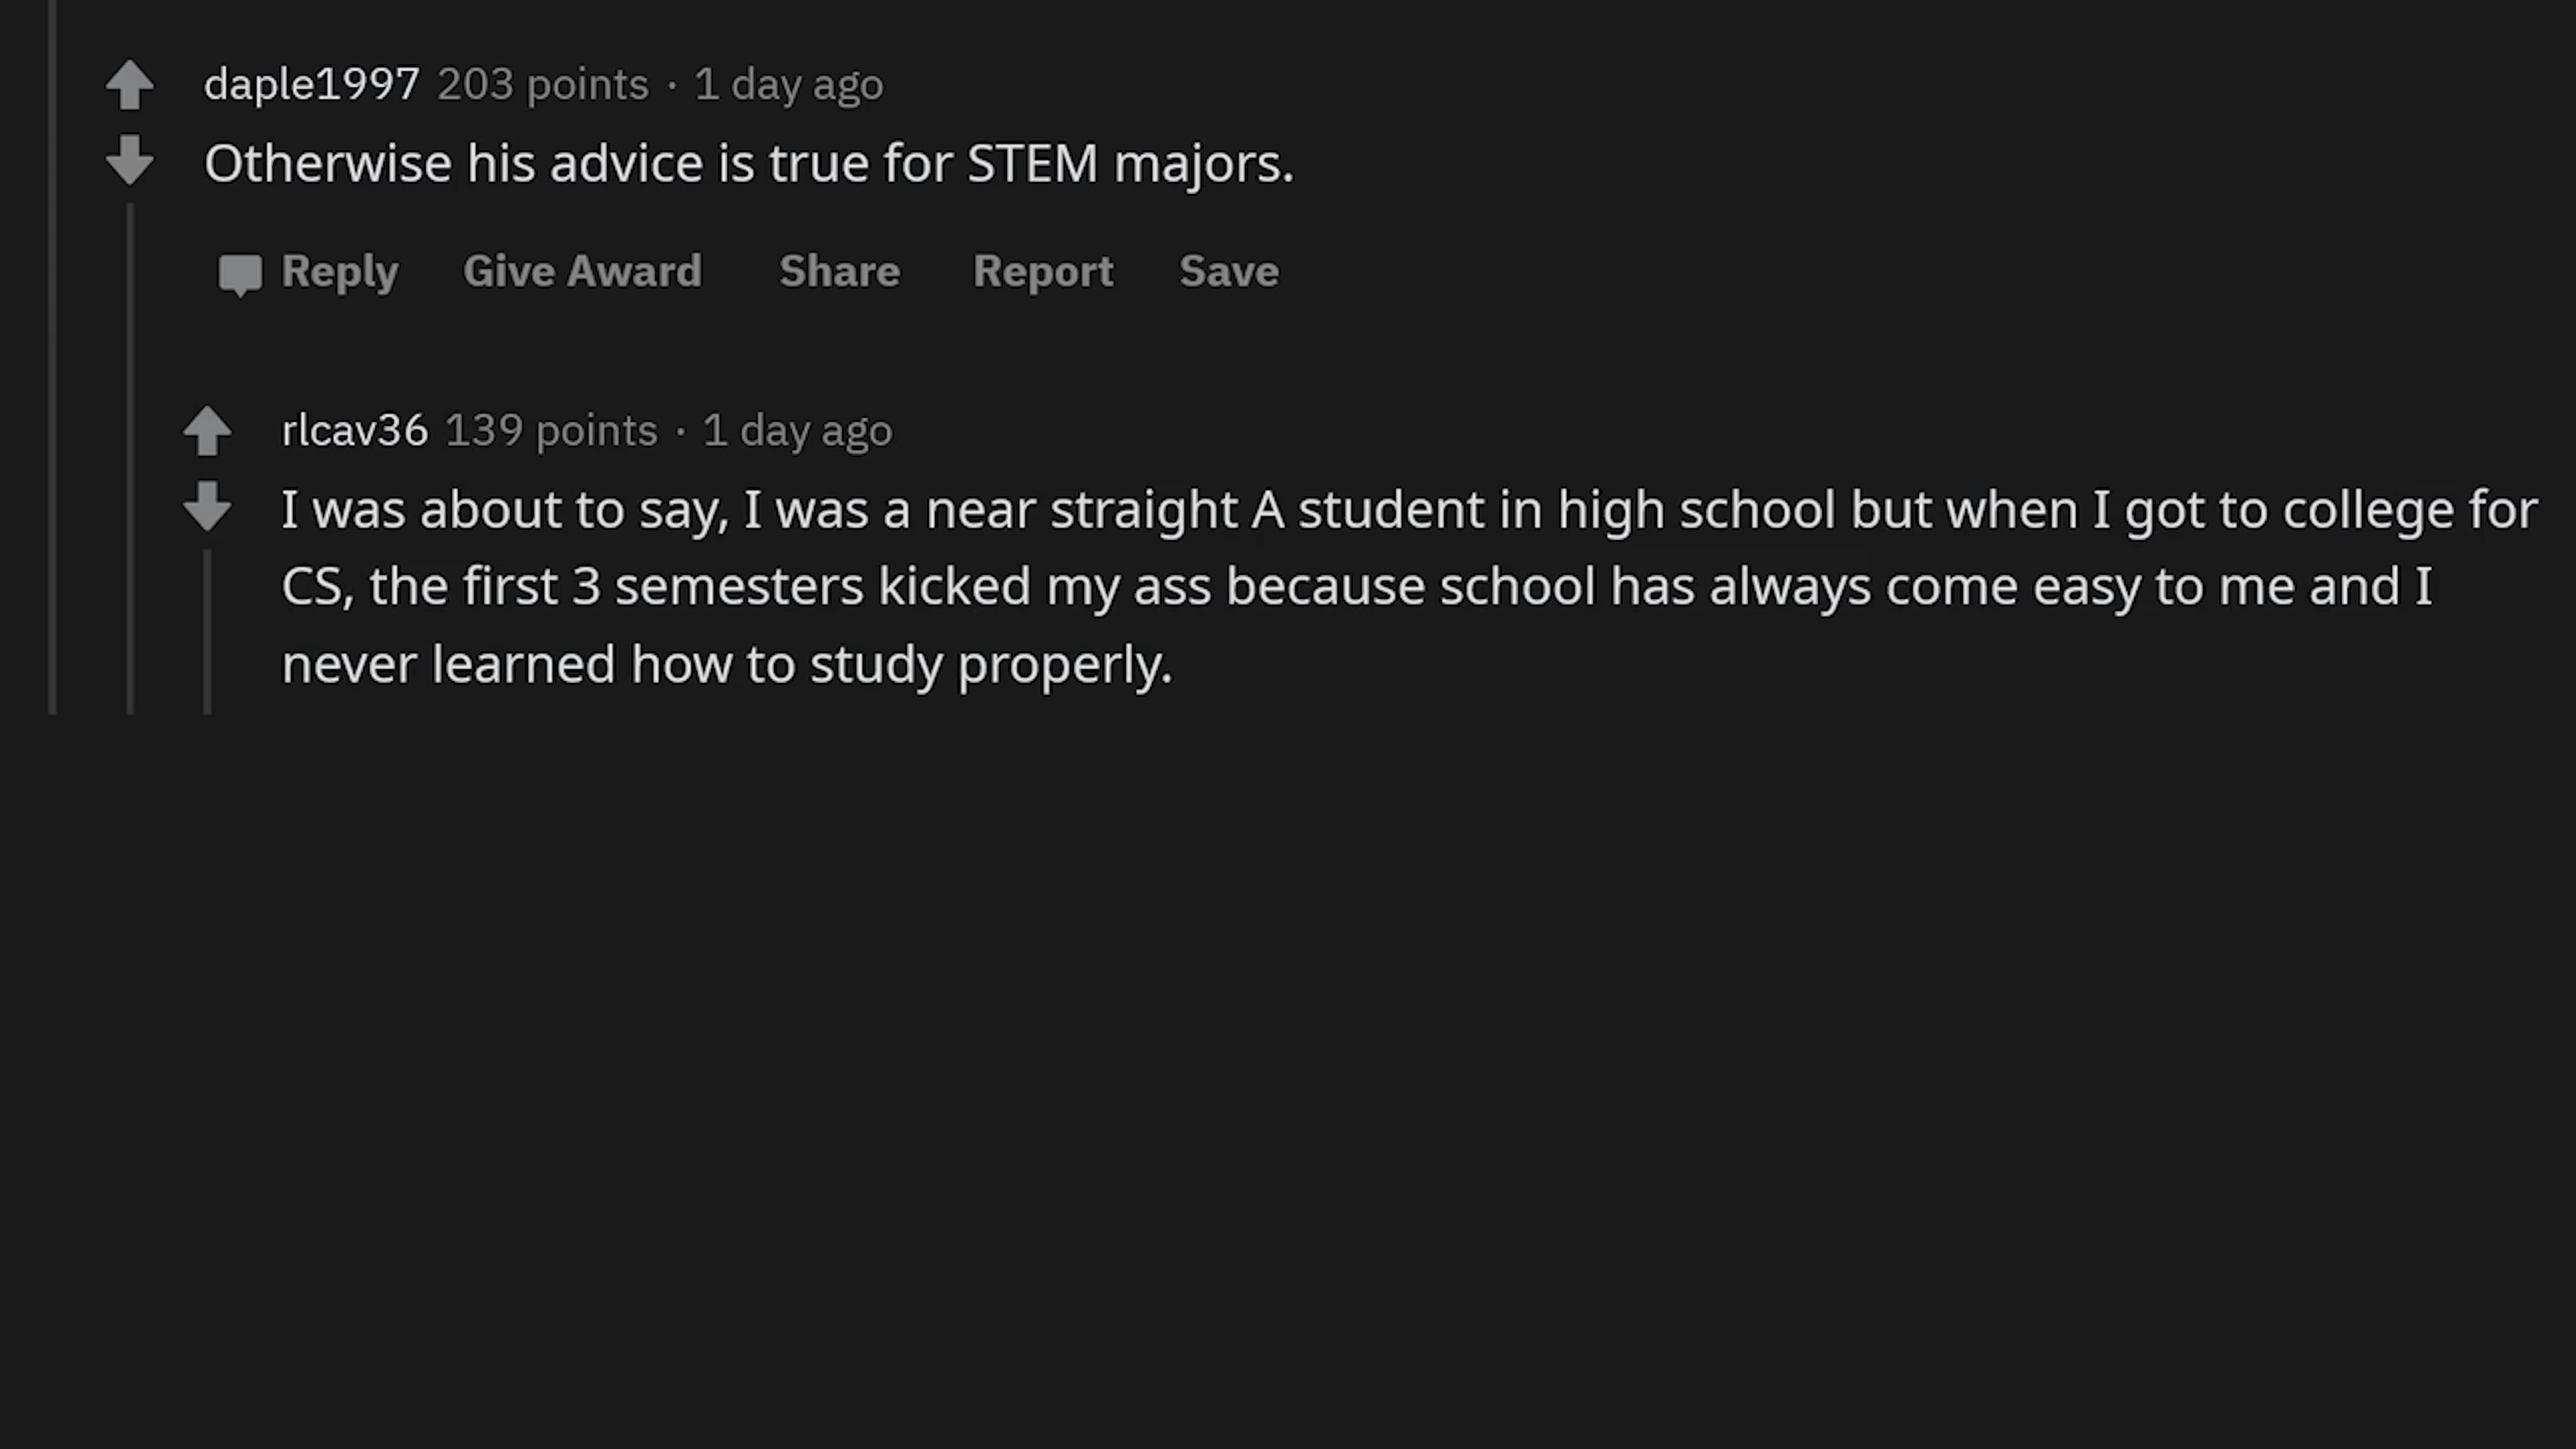 daple1997 203 points · 1 day ago
Otherwise his advice is true for STEM majors.
Reply Give Award Share Report Save
rlcav36 139 points · 1 day ago
I was about to say, I was a near straight A student in high school but when I got to college for
CS, the first 3 semesters kicked my ass because school has always come easy to me and I
never learned how to study properly.